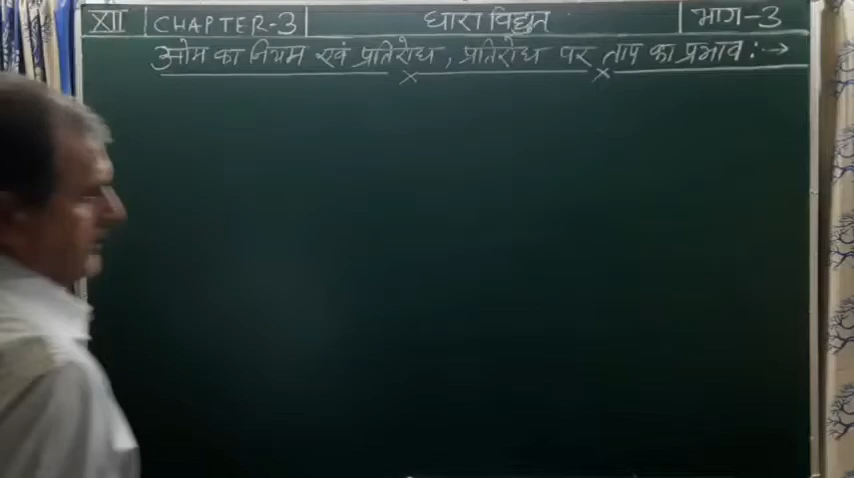 XII CHAPTER-3 धारा विद्युत भाग-3
ओम का नियम एवं प्रतिरोध, प्रतिरोध पर ताप का प्रभाव :→